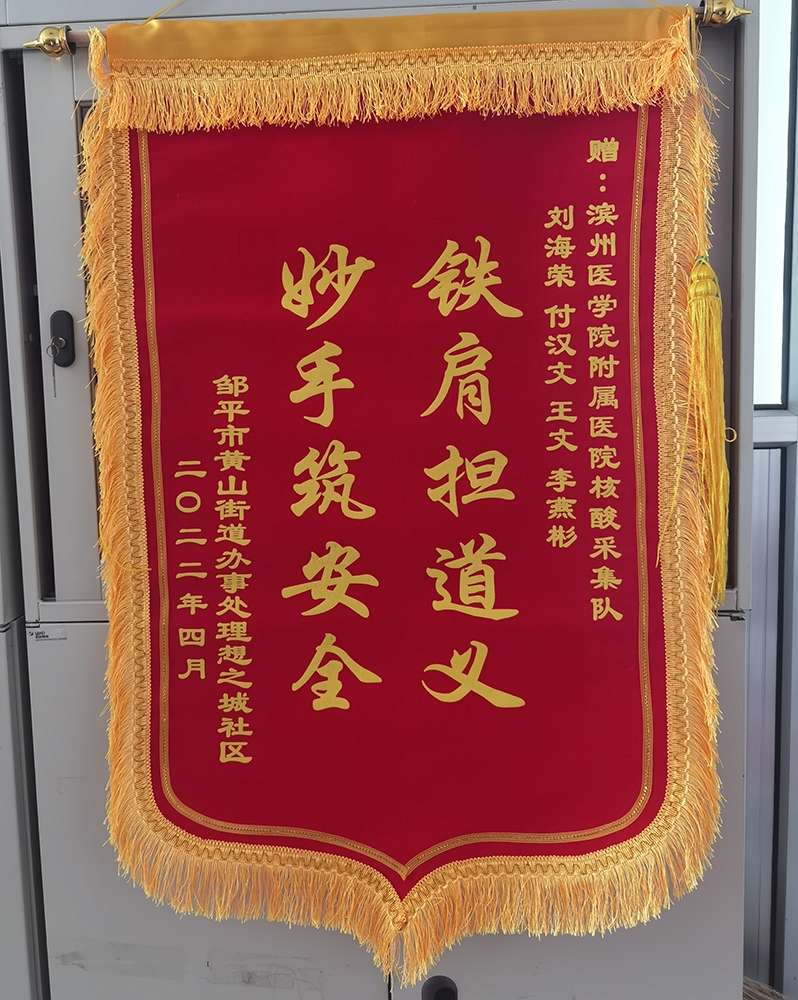 赠：滨州医学院附属医院核酸采集队
刘海荣 付汉文 王文 李燕彬
铁肩担道义
妙手筑安全
邹平市黄山街道办事处理想之城社区
二〇二二年四月